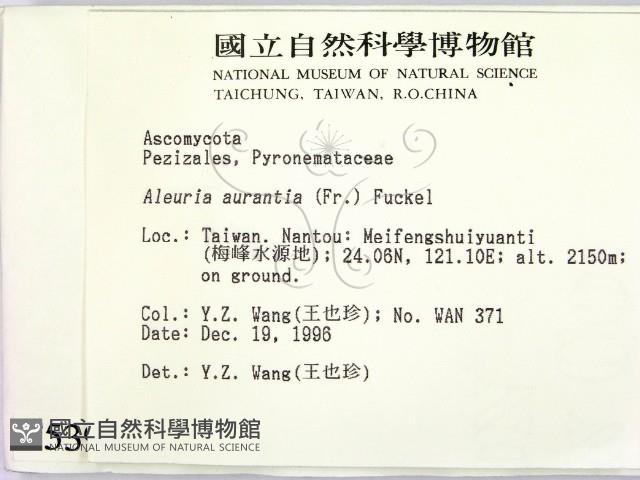 國立自然科學博物館
NATIONAL MUSEUM OF NATURAL SCIENCE
TAICHUNG, TAIWAN, R.O.CHINA
Ascomycota
Pezizales, Pyronemataceae
Aleuria aurantia (Fr.) Fuckel
Loc.: Taiwan. Nantou: Meifengshuiyuanti
(梅峰水源地); 24.06N, 121.10E; alt. 2150m;
on ground.
Col.: Y.Z. Wang(王也珍); No. WAN 371
Date: Dec. 19, 1996
Det.: Y.Z. Wang(王也珍)
國立自然科學博物館
NATIONAL MUSEUM OF NATURAL SCIENCE